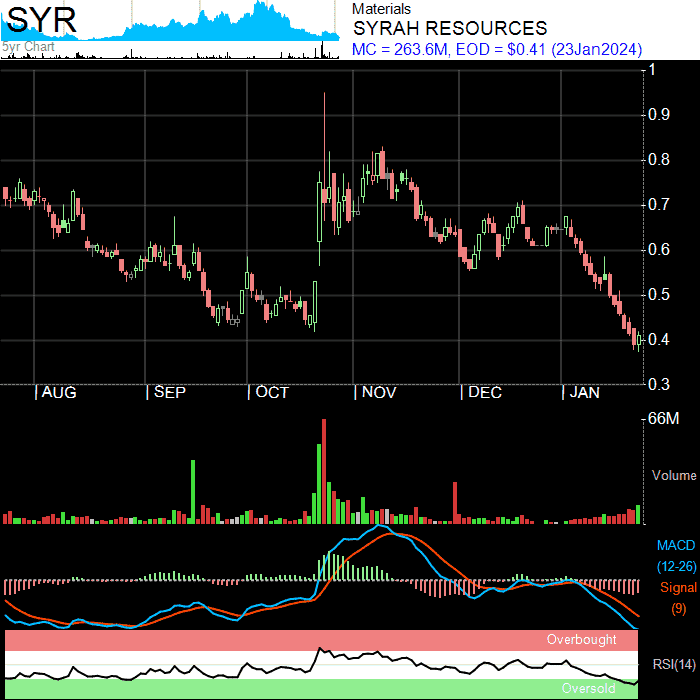 SYR
5yr Chart
Materials
SYRAH RESOURCES
MC = 263.6M, EOD = $0.41 (23Jan2024)
1
0.9
0.8
0.7
0.6
0.5
0.4
0.3
| AUG | SEP | OCT | NOV | DEC | JAN
66M
Volume
MACD
(12-26)
Signal
(9)
Overbought
RSI(14)
Oversold